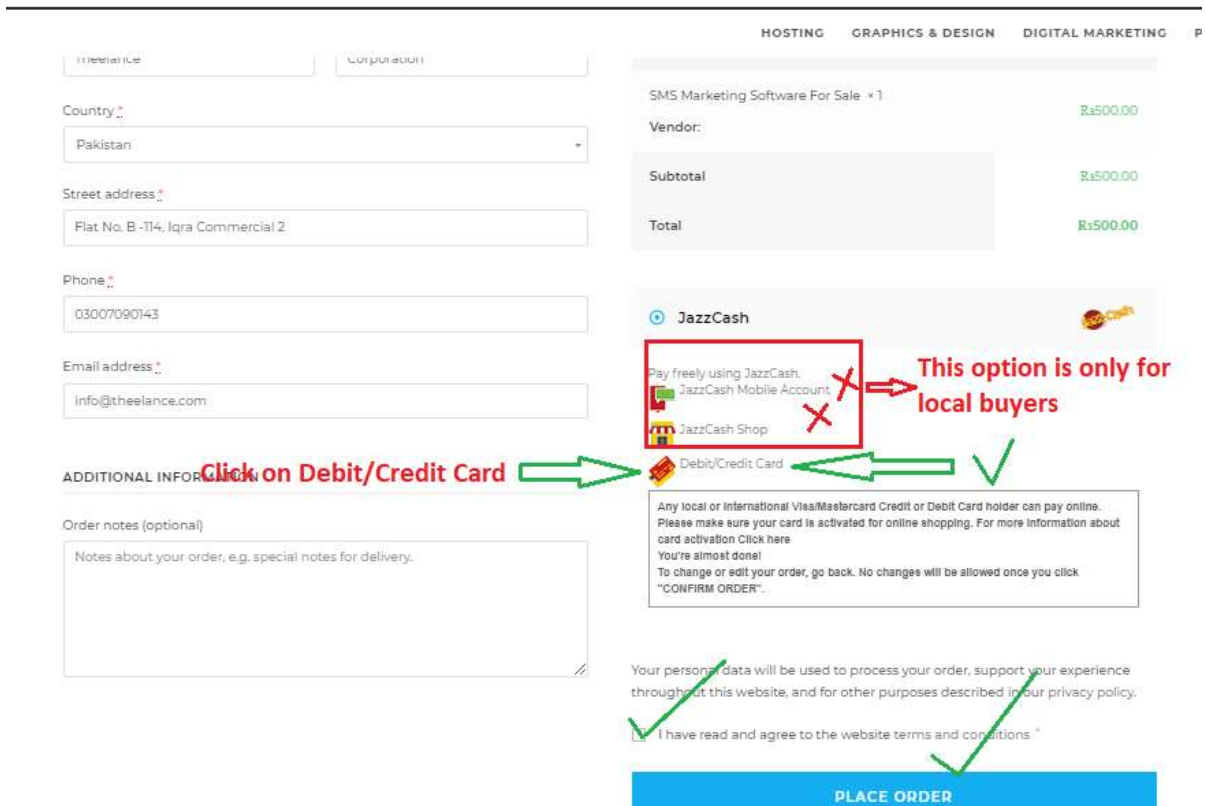 HOSTING GRAPHICS & DESIGN DIGITAL MARKETING P
Theelance Corporation
Country *
Pakistan
Street address *
Flat No. B -114, Iqra Commercial 2
Phone *
03007090143
Email address *
info@theelance.com
ADDITIONAL INFORMATION
Order notes (optional)
Notes about your order, e.g. special notes for delivery.
SMS Marketing Software For Sale × 1
Vendor:
Rs500.00
Subtotal Rs500.00
Total Rs500.00
JazzCash
Jazz Cash
Pay freely using JazzCash.
JazzCash Mobile Account
JazzCash Shop
This option is only for
local buyers
Click on Debit/Credit Card
Debit/Credit Card
Any local or International Visa/Mastercard Credit or Debit Card holder can pay online.
Please make sure your card is activated for online shopping. For more information about
card activation Click here
You're almost done!
To change or edit your order, go back. No changes will be allowed once you click
"CONFIRM ORDER".
Your personal data will be used to process your order, support your experience
throughout this website, and for other purposes described in our privacy policy.
I have read and agree to the website terms and conditions *
PLACE ORDER